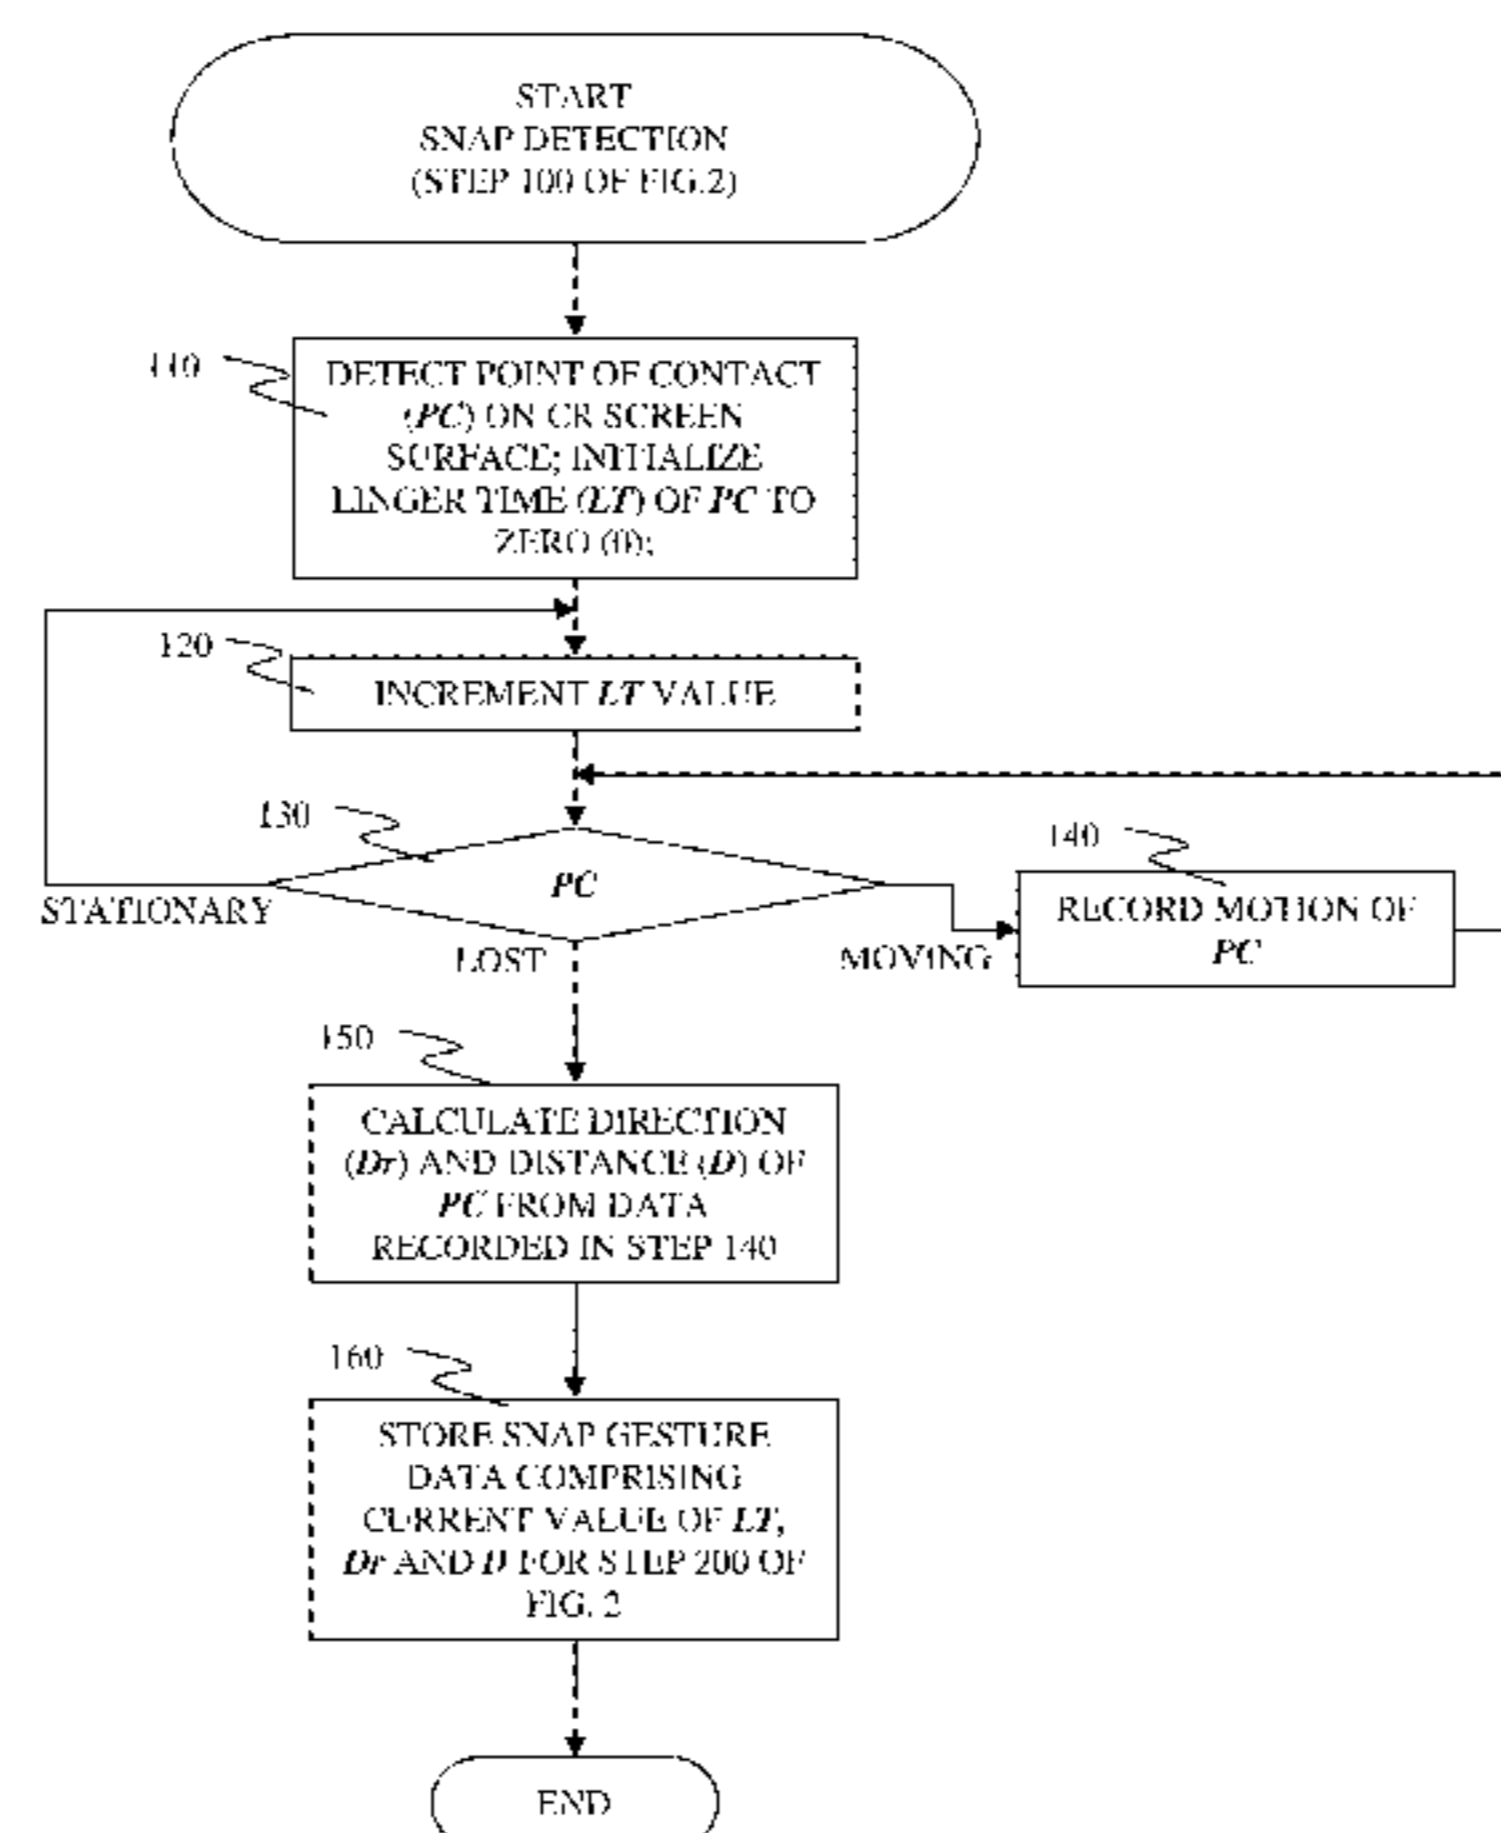 START
SNAP DETECTION
(STEP 100 OF FIG.2)
110
DETECT POINT OF CONTACT
(PC) ON CR SCREEN
SURFACE; INITIALIZE
LINGER TIME (LT) OF PC TO
ZERO (0);
120
INCREMENT LT VALUE
130
PC
STATIONARY
LOST
MOVING
140
RECORD MOTION OF
PC
150
CALCULATE DIRECTION
(Dr) AND DISTANCE (D) OF
PC FROM DATA
RECORDED IN STEP 140
160
STORE SNAP GESTURE
DATA COMPRISING
CURRENT VALUE OF LT,
Dr AND D FOR STEP 200 OF
FIG. 2
END